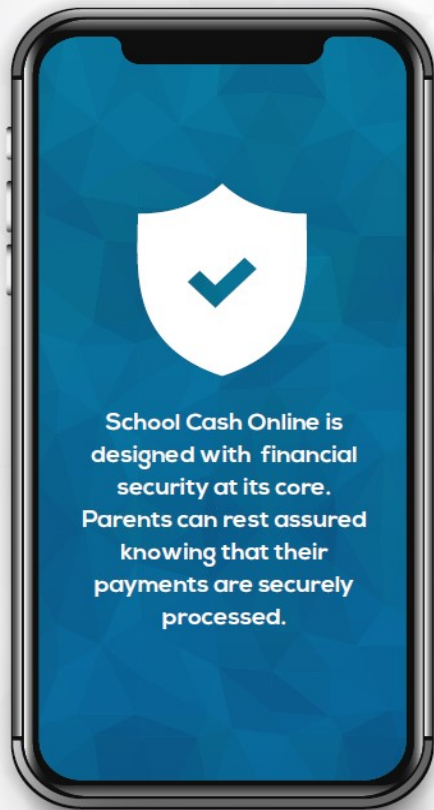 School Cash Online is
designed with financial
security at its core.
Parents can rest assured
knowing that their
payments are securely
processed.